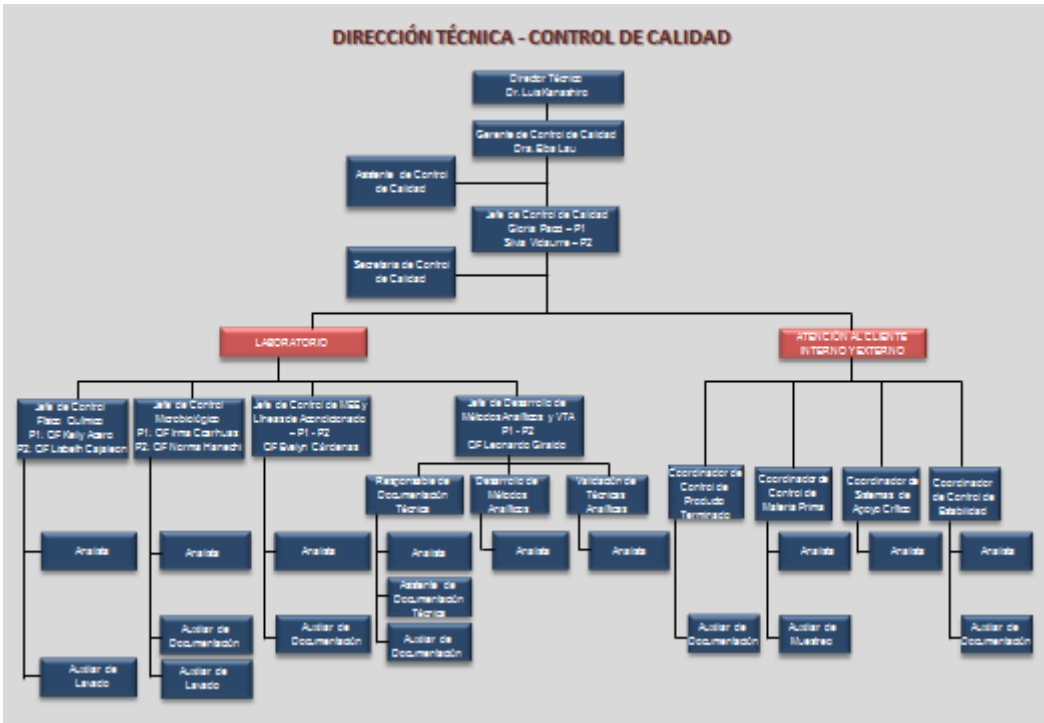 DIRECCIÓN TÉCNICA - CONTROL DE CALIDAD
Director Técnico
Dr. Luis Kanashiro
Gerente de Control de Calidad
Dra. Elba Lau
Asistente de Control
de Calidad
Jefe de Control de Calidad
Gloria – P1
Silvia – P2
Secretaria de Control
de Calidad
LABORATORIO
ATENCIÓN AL CLIENTE
INTERNO Y EXTERNO
Jefe de Control
Físico Químico
P1: QF Kelly
P2: QF Lisbeth
Jefe de Control
Microbiológico
P1: QF Irma
P2: QF Norma
Jefe de Control de MEE y
Líneas de Acondicionado
– P1 - P2
QF Evelyn Cárdenas
Jefe de Desarrollo de
Métodos Analíticos y VTA
P1 - P2
QF Leonardo Giraldo
Responsable de
Documentación
Técnica
Desarrollo de
Métodos
Analíticos
Validación de
Técnicas
Analíticas
Coordinador de
Control de
Producto
Terminado
Coordinador de
Control de
Materia Prima
Coordinador de
Sistemas de
Apoyo Crítico
Coordinador
de Control de
Estabilidad
Analista
Analista
Analista
Analista
Analista
Analista
Analista
Analista
Analista
Asistente de
Documentación
Técnica
Auxiliar de
Documentación
Auxiliar de
Documentación
Auxiliar de
Documentación
Auxiliar de
Documentación
Auxiliar de
Muestreo
Auxiliar de
Documentación
Auxiliar de
Lavado
Auxiliar de
Lavado